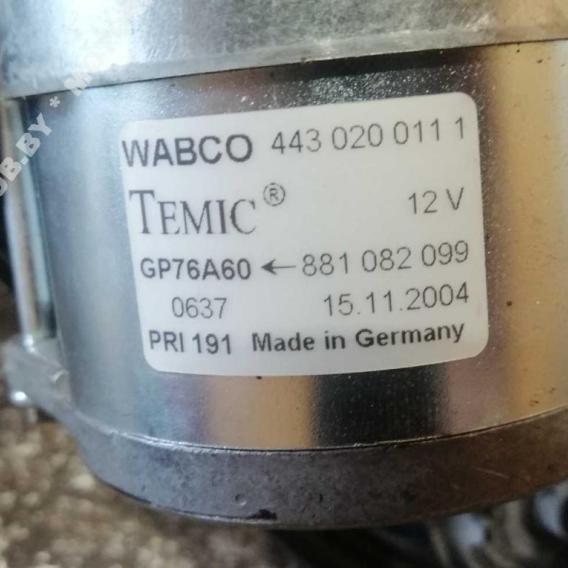 WABCO 443 020 011 1
TEMIC® 12 V
GP76A60 ←881 082 099
0637 15.11.2004
PRI 191 Made in Germany